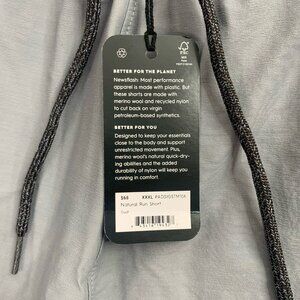 FSC
BETTER FOR THE PLANET
Newsflash: Most performance
apparel is made with plastic. But
these shorts are made with
merino wool and recycled nylon
to cut back on virgin
petroleum-based synthetics.
BETTER FOR YOU
Designed to keep your essentials
close to the body and support
unrestricted movement. Plus,
merino wool's natural quick-dry-
ing abilities and the added
durability of nylon will keep you
running in comfort.
$68 XXXL
Natural Run Short